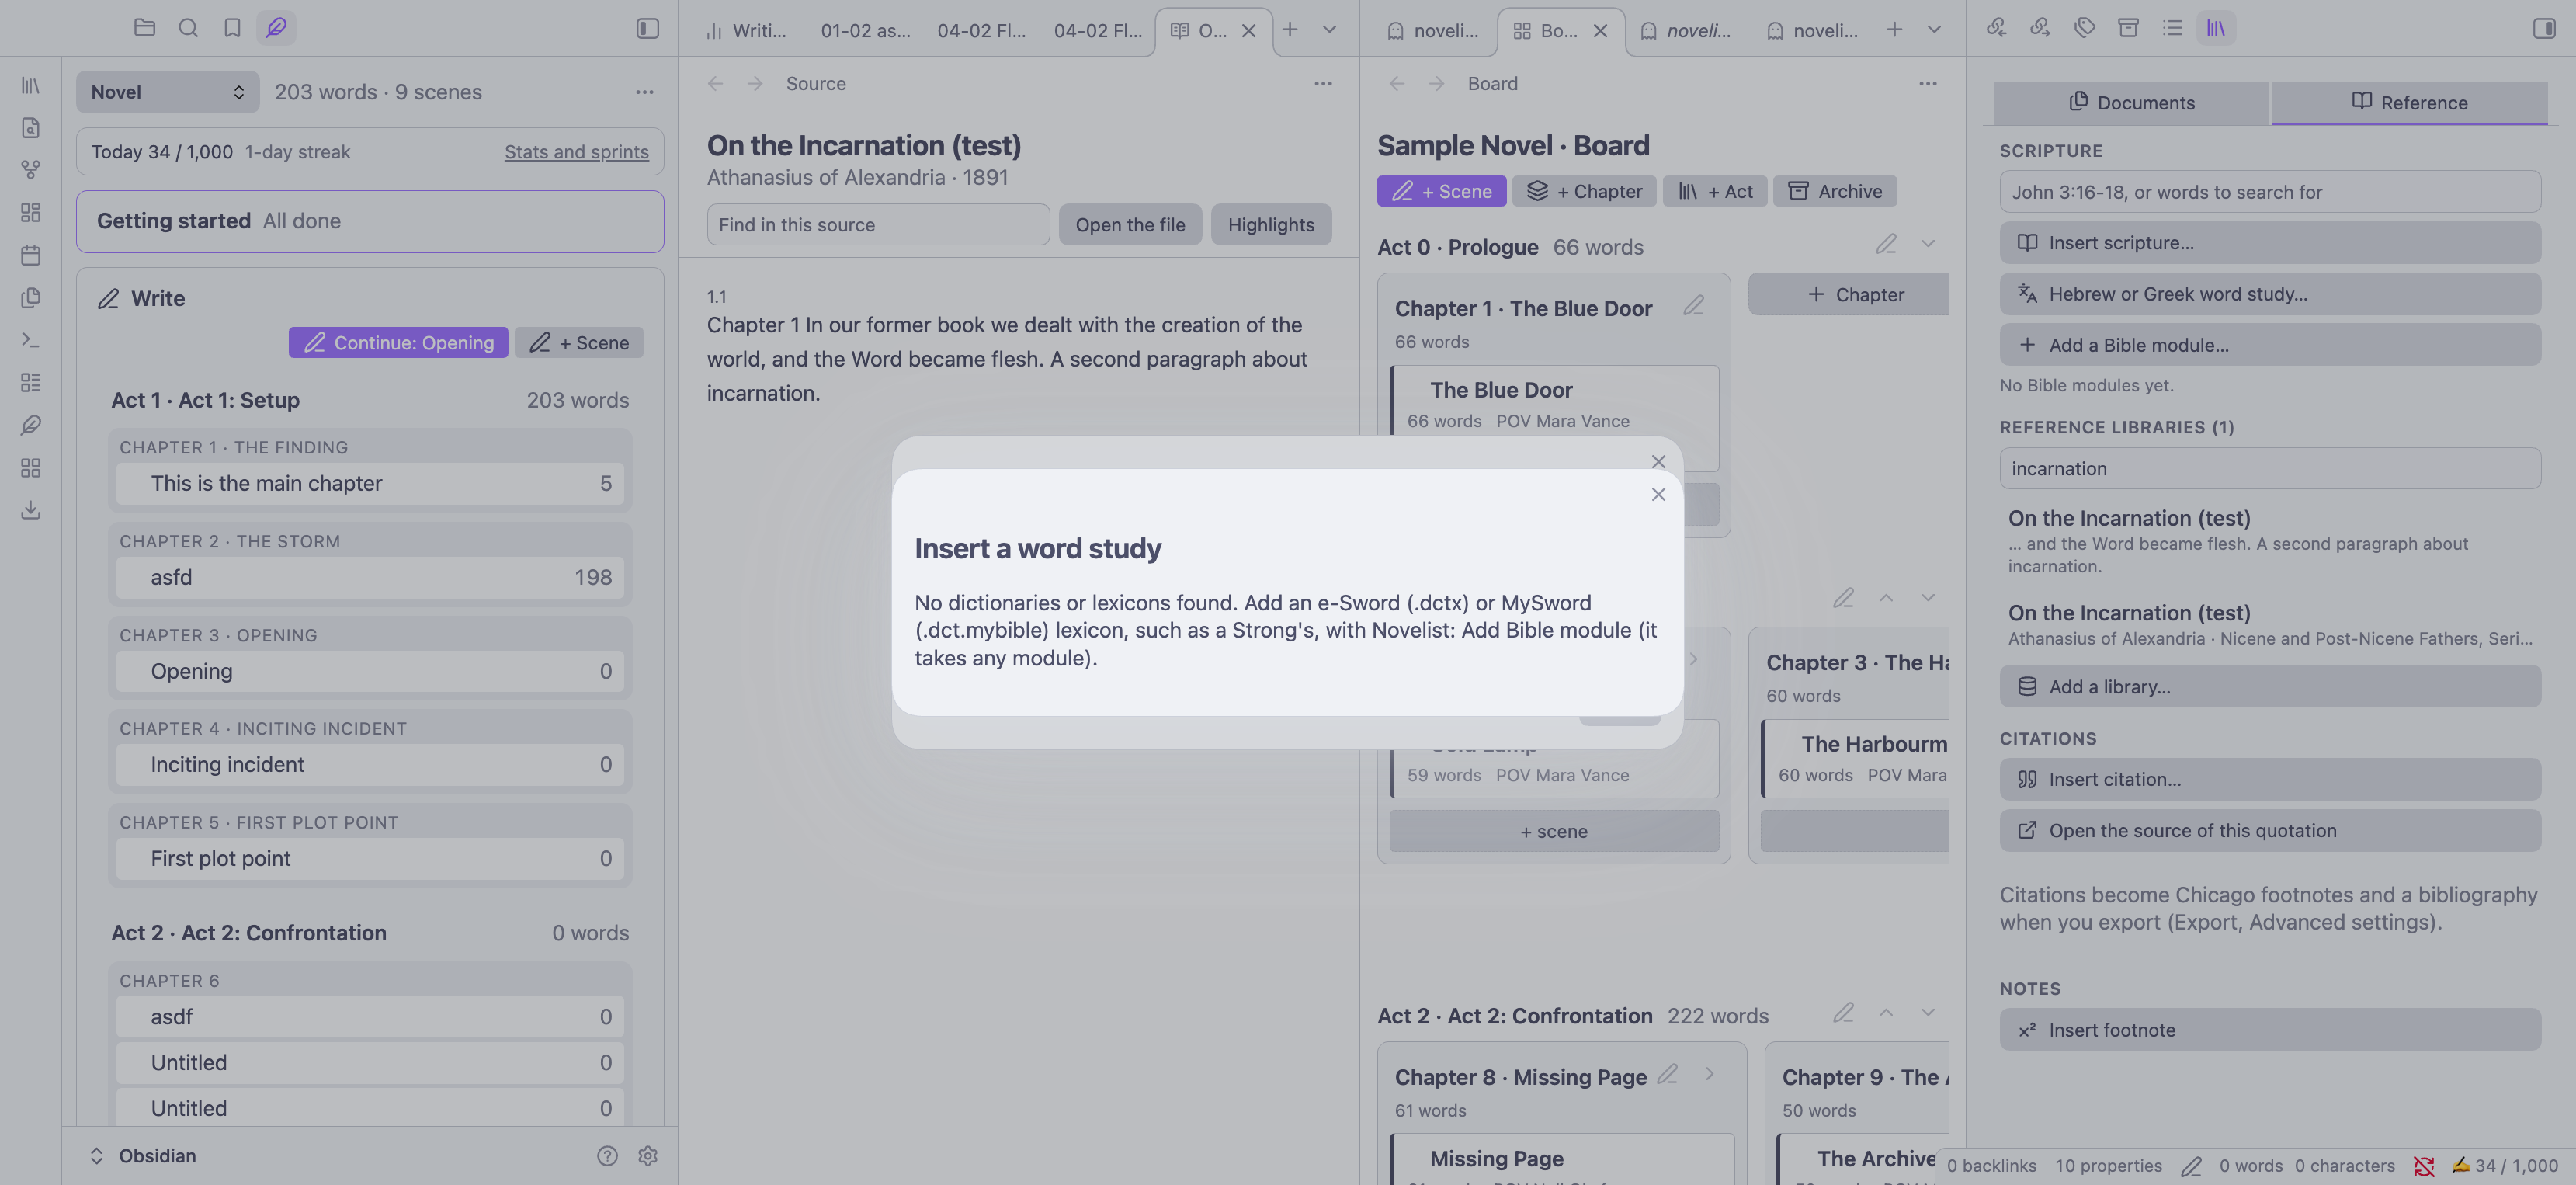 Writi...
01-02 as...
04-02 Fl...
04-02 Fl...
O...
noveli...
Bo...
noveli...
noveli...
Novel
203 words · 9 scenes
Today 34 / 1,000 1-day streak
Stats and sprints
Getting started All done
Write
Continue: Opening
+ Scene
Act 1 · Act 1: Setup
203 words
CHAPTER 1 · THE FINDING
This is the main chapter
5
CHAPTER 2 · THE STORM
asfd
198
CHAPTER 3 · OPENING
Opening
0
CHAPTER 4 · INCITING INCIDENT
Inciting incident
0
CHAPTER 5 · FIRST PLOT POINT
First plot point
0
Act 2 · Act 2: Confrontation
0 words
CHAPTER 6
asdf
0
Untitled
0
Untitled
0
Obsidian
Source
On the Incarnation (test)
Athanasius of Alexandria · 1891
Find in this source
Open the file
Highlights
1.1
Chapter 1 In our former book we dealt with the creation of the
world, and the Word became flesh. A second paragraph about
incarnation.
Insert a word study
No dictionaries or lexicons found. Add an e-Sword (.dctx) or MySword
(.dct.mybible) lexicon, such as a Strong's, with Novelist: Add Bible module (it
takes any module).
Board
Sample Novel · Board
+ Scene
+ Chapter
+ Act
Archive
Act 0 · Prologue 66 words
Chapter 1 · The Blue Door
66 words
The Blue Door
66 words POV Mara Vance
+ Chapter
59 words POV Mara Vance
+ scene
Chapter 3 · The Ha
60 words
The Harbourm
60 words POV Mara
Act 2 · Act 2: Confrontation 222 words
Chapter 8 · Missing Page
61 words
Missing Page
Chapter 9 · The A
50 words
The Archive
Documents
Reference
SCRIPTURE
John 3:16-18, or words to search for
Insert scripture...
Hebrew or Greek word study...
Add a Bible module...
No Bible modules yet.
REFERENCE LIBRARIES (1)
incarnation
On the Incarnation (test)
... and the Word became flesh. A second paragraph about
incarnation.
On the Incarnation (test)
Athanasius of Alexandria · Nicene and Post-Nicene Fathers, Seri...
Add a library...
CITATIONS
Insert citation...
Open the source of this quotation
Citations become Chicago footnotes and a bibliography
when you export (Export, Advanced settings).
NOTES
x² Insert footnote
0 backlinks 10 properties 0 words 0 characters 34 / 1,000